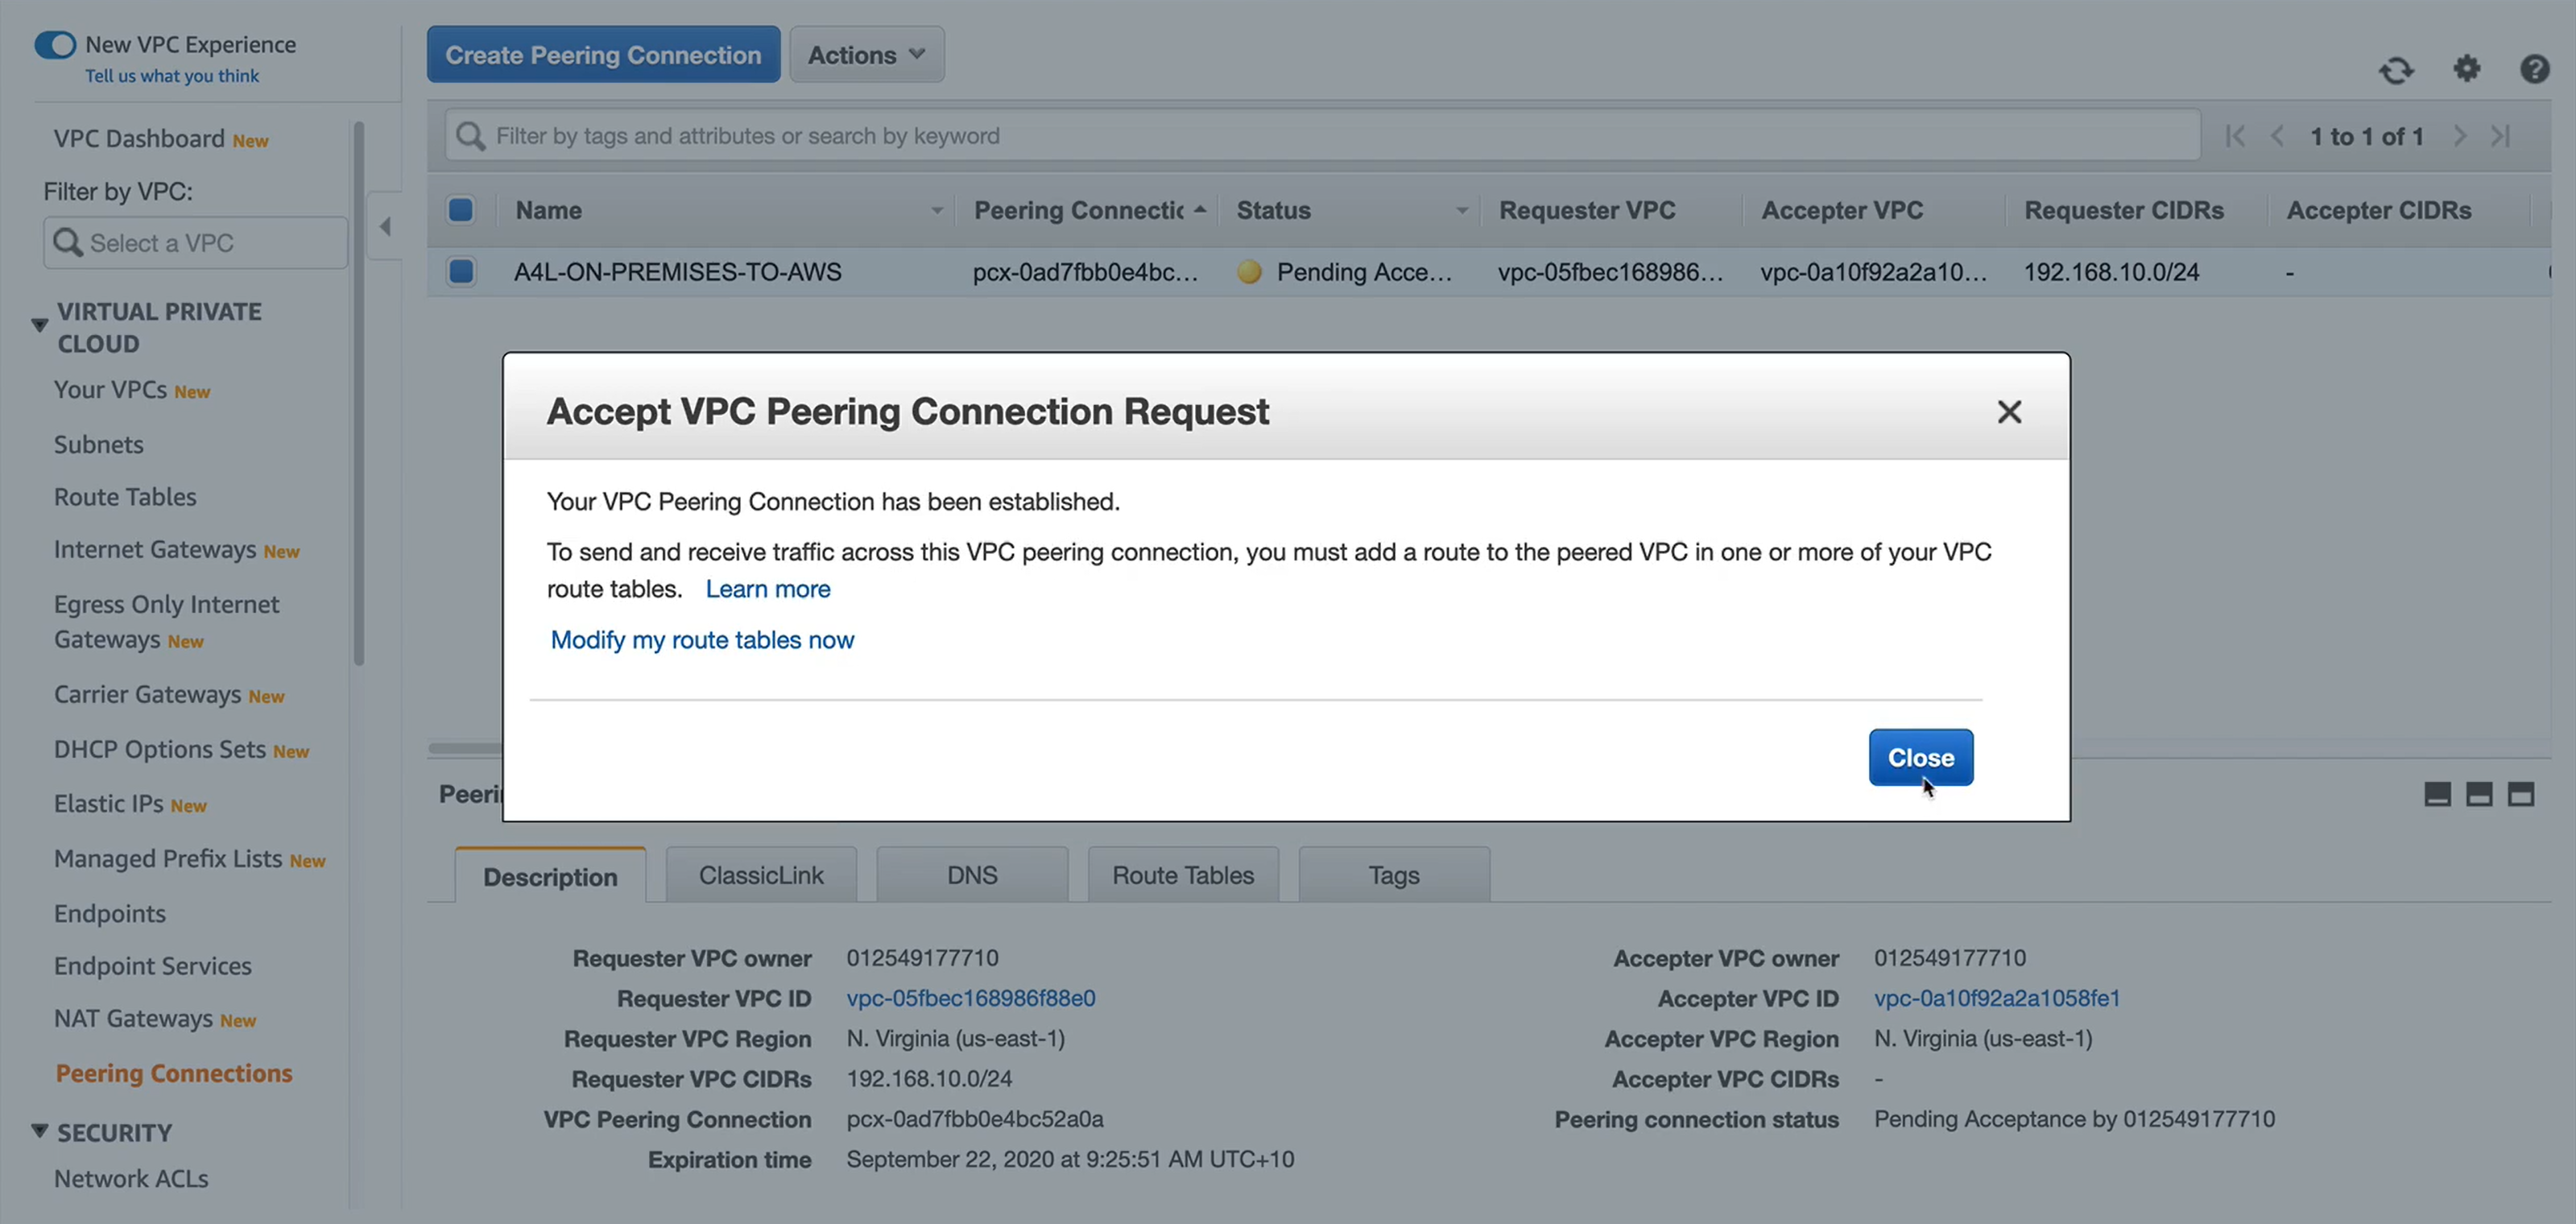 New VPC Experience
Tell us what you think
VPC Dashboard New
Filter by VPC:
Select a VPC
VIRTUAL PRIVATE
CLOUD
Your VPCs New
Subnets
Route Tables
Internet Gateways New
Egress Only Internet
Gateways New
Carrier Gateways New
DHCP Options Sets New
Elastic IPs New
Managed Prefix Lists New
Endpoints
Endpoint Services
NAT Gateways New
Peering Connections
SECURITY
Network ACLs
Create Peering Connection Actions
Filter by tags and attributes or search by keyword 1 to 1 of 1
Name Peering Connectic Status Requester VPC Accepter VPC Requester CIDRs Accepter CIDRs
A4L-ON-PREMISES-TO-AWS pcx-0ad7fbb0e4bc... Pending Acce... vpc-05fbec168986... vpc-0a10f92a2a10... 192.168.10.0/24 -
Accept VPC Peering Connection Request
Your VPC Peering Connection has been established.
To send and receive traffic across this VPC peering connection, you must add a route to the peered VPC in one or more of your VPC
route tables. Learn more
Modify my route tables now
Close
Description ClassicLink DNS Route Tables Tags
Requester VPC owner 012549177710
Requester VPC ID vpc-05fbec168986f88e0
Requester VPC Region N. Virginia (us-east-1)
Requester VPC CIDRs 192.168.10.0/24
VPC Peering Connection pcx-0ad7fbb0e4bc52a0a
Expiration time September 22, 2020 at 9:25:51 AM UTC+10
Accepter VPC owner 012549177710
Accepter VPC ID vpc-0a10f92a2a1058fe1
Accepter VPC Region N. Virginia (us-east-1)
Accepter VPC CIDRs -
Peering connection status Pending Acceptance by 012549177710